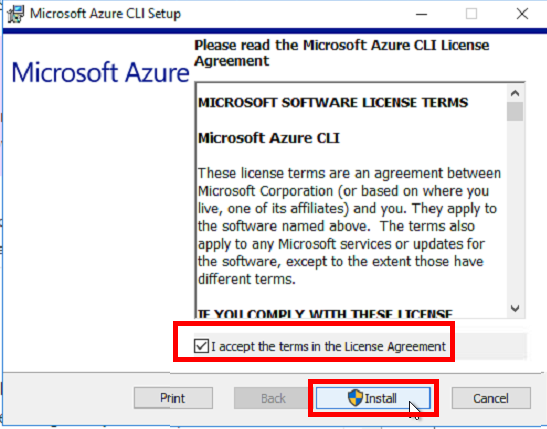 Microsoft Azure CLI Setup
Microsoft Azure
Please read the Microsoft Azure CLI License
Agreement
MICROSOFT SOFTWARE LICENSE TERMS
Microsoft Azure CLI
These license terms are an agreement between
Microsoft Corporation (or based on where you
live, one of its affiliates) and you. They apply to
the software named above.  The terms also
apply to any Microsoft services or updates for
the software, except to the extent those have
different terms.
IF YOU COMPLY WITH THESE LICENSE
I accept the terms in the License Agreement
Print
Back
Install
Cancel